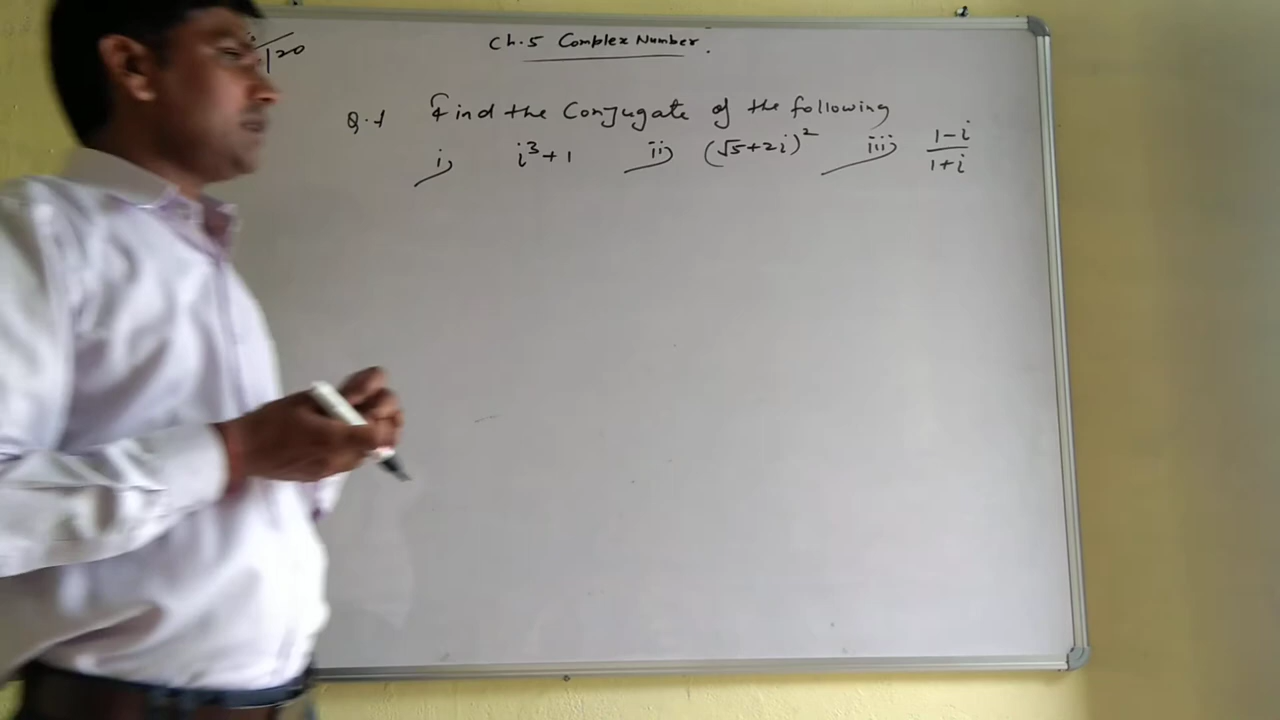 /20
Ch.5 Complex Number.
Q.1 Find the Conjugate of the following
i) i³+1 ii) (√5+2i)² iii) 1-i/1+i